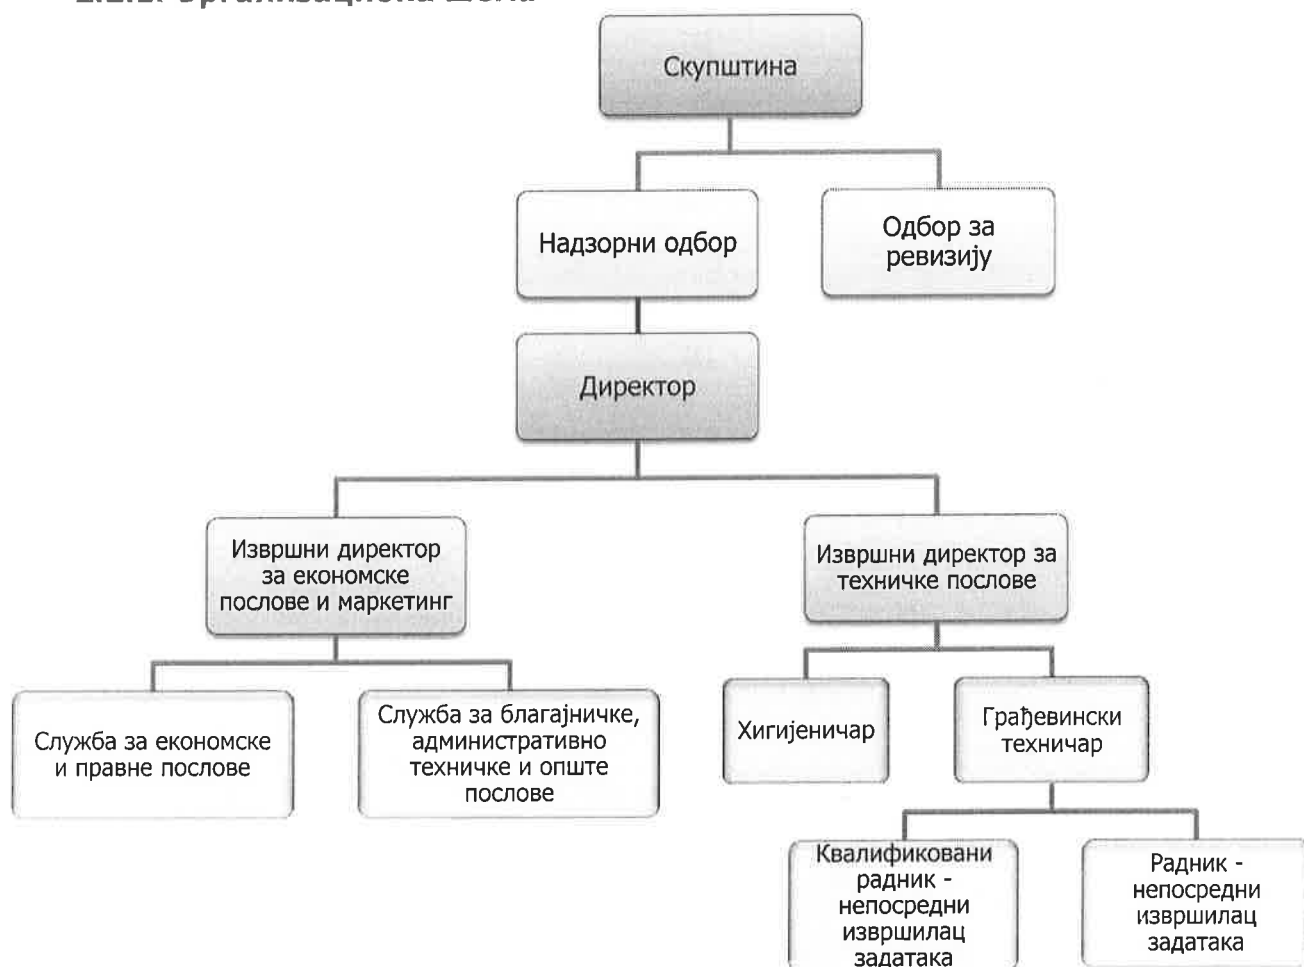 Скупштина
Надзорни одбор
Одбор за
ревизију
Директор
Извршни директор
за економске
послове и маркетинг
Извршни директор за
техничке послове
Служба за економске
и правне послове
Служба за благајничке,
административно
техничке и опште
послове
Хигијеничар
Грађевински
техничар
Квалификовани
радник -
непосредни
извршилац
задатака
Радник -
непосредни
извршилац
задатака